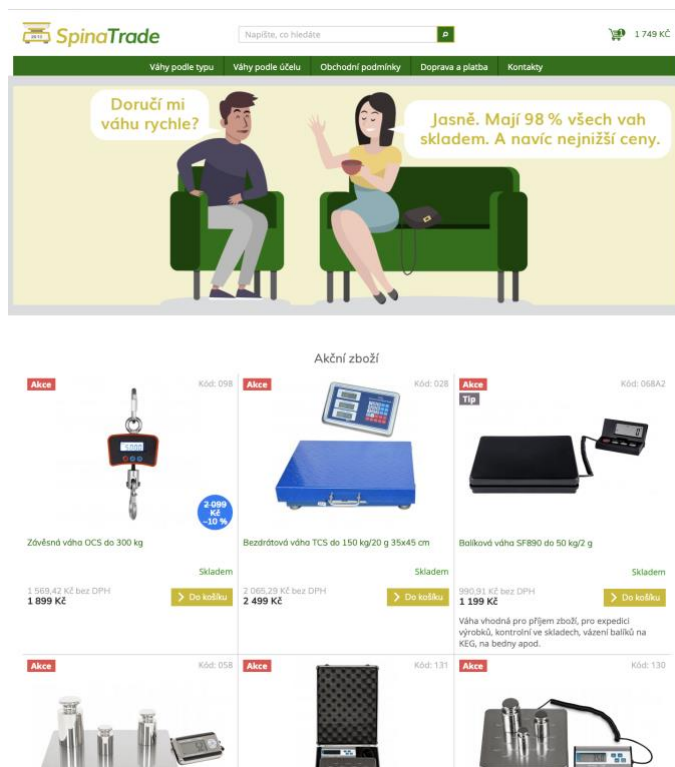 SpinaTrade
Napište, co hledáte
1
1 749 KČ
Váhy podle typu
Váhy podle účelu
Obchodní podmínky
Doprava a platba
Kontakty
Doručí mi
váhu rychle?
Jasně. Mají 98 % všech vah
skladem. A navíc nejnižší ceny.
Akční zboží
Akce
Kód: 098
2 099
Kč
–10 %
Závěsná váha OCS do 300 kg
Skladem
1 569,42 Kč bez DPH
1 899 Kč
Do košíku
Akce
Kód: 028
Bezdrátová váha TCS do 150 kg/20 g 35x45 cm
Skladem
2 065,29 Kč bez DPH
2 499 Kč
Do košíku
Akce
Tip
Kód: 068A2
Balíková váha SF890 do 50 kg/2 g
Skladem
990,91 Kč bez DPH
1 199 Kč
Do košíku
Váha vhodná pro příjem zboží, pro expedici
výrobků, kontrolní ve skladech, vázení balíků na
KEG, na bedny apod.
Akce
Kód: 058
Akce
Kód: 131
Akce
Kód: 130